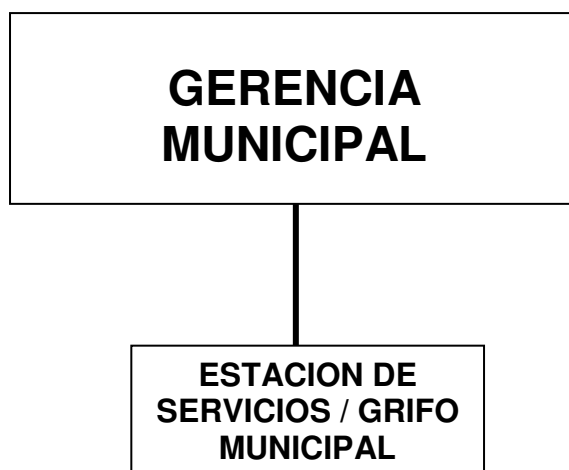 GERENCIA
MUNICIPAL
ESTACION DE
SERVICIOS / GRIFO
MUNICIPAL